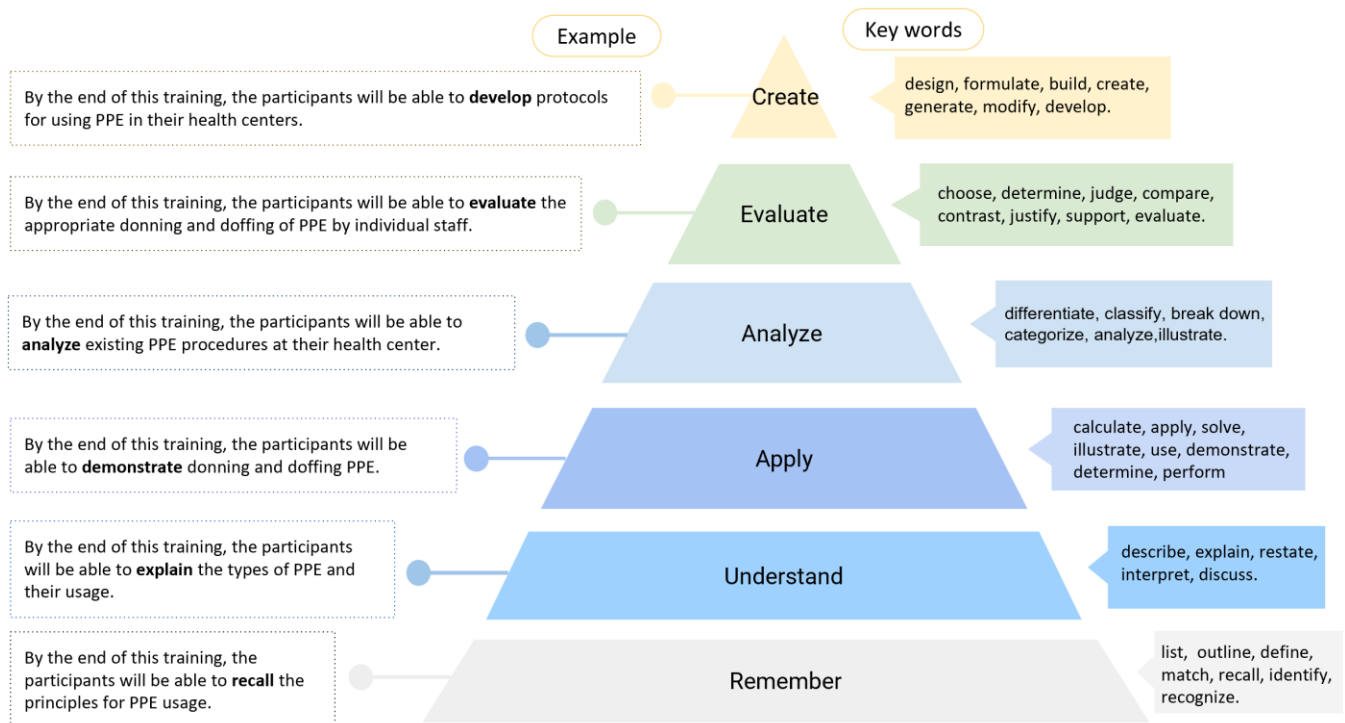 Example
Key words
By the end of this training, the participants will be able to develop protocols
for using PPE in their health centers.
Create
design, formulate, build, create,
generate, modify, develop.
By the end of this training, the participants will be able to evaluate the
appropriate donning and doffing of PPE by individual staff.
Evaluate
choose, determine, judge, compare,
contrast, justify, support, evaluate.
By the end of this training, the participants will be able to
analyze existing PPE procedures at their health center.
Analyze
differentiate, classify, break down,
categorize, analyze,illustrate.
By the end of this training, the participants will be
able to demonstrate donning and doffing PPE.
Apply
calculate, apply, solve,
illustrate, use, demonstrate,
determine, perform
By the end of this training, the participants
will be able to explain the types of PPE and
their usage.
Understand
describe, explain, restate,
interpret, discuss.
By the end of this training, the
participants will be able to recall the
principles for PPE usage.
Remember
list, outline, define,
match, recall, identify,
recognize.